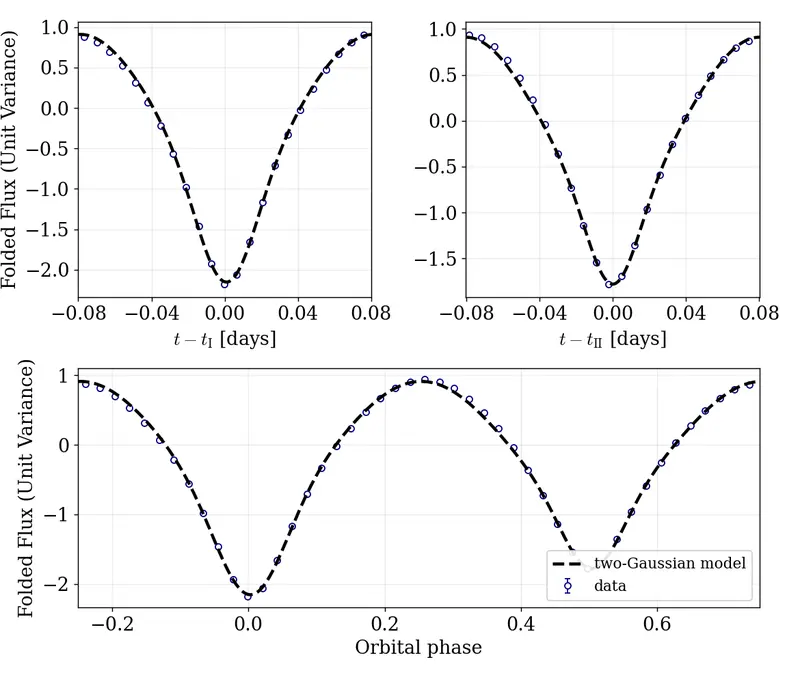 Folded Flux (Unit Variance)
1.0
0.5
0.0
−0.5
−1.0
−1.5
−2.0
−0.08 −0.04 0.00 0.04 0.08
t − tI [days]
1.0
0.5
0.0
−0.5
−1.0
−1.5
−0.08 −0.04 0.00 0.04 0.08
t − tII [days]
Folded Flux (Unit Variance)
1
0
−1
−2
−0.2 0.0 0.2 0.4 0.6
Orbital phase
two-Gaussian model
data